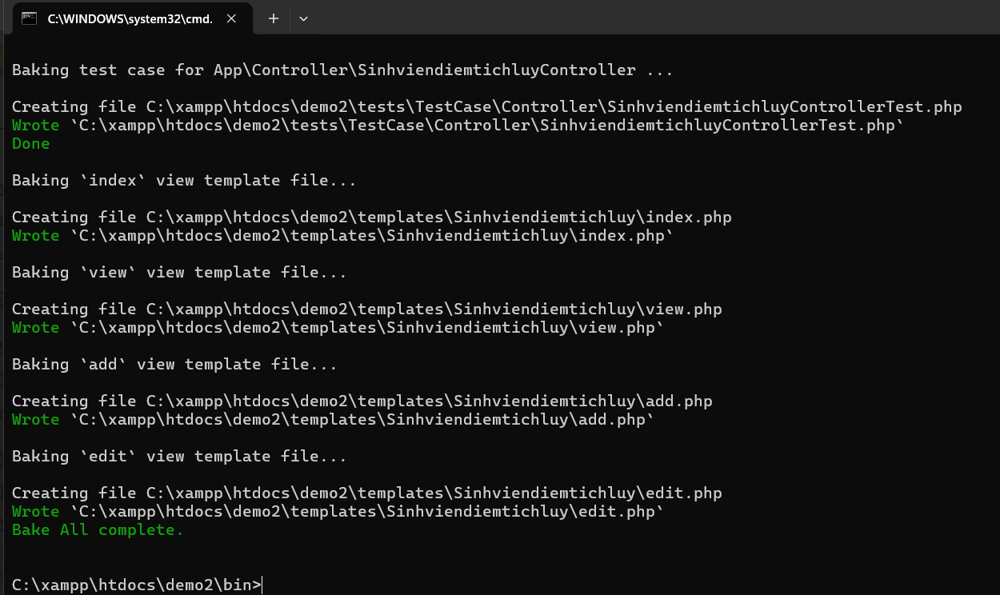 C:\WINDOWS\system32\cmd.
Baking test case for App\Controller\SinhviendiemtichluyController ...
Creating file C:\xampp\htdocs\demo2\tests\TestCase\Controller\SinhviendiemtichluyControllerTest.php
Wrote `C:\xampp\htdocs\demo2\tests\TestCase\Controller\SinhviendiemtichluyControllerTest.php`
Done
Baking `index` view template file...
Creating file C:\xampp\htdocs\demo2\templates\Sinhviendiemtichluy\index.php
Wrote `C:\xampp\htdocs\demo2\templates\Sinhviendiemtichluy\index.php`
Baking `view` view template file...
Creating file C:\xampp\htdocs\demo2\templates\Sinhviendiemtichluy\view.php
Wrote `C:\xampp\htdocs\demo2\templates\Sinhviendiemtichluy\view.php`
Baking `add` view template file...
Creating file C:\xampp\htdocs\demo2\templates\Sinhviendiemtichluy\add.php
Wrote `C:\xampp\htdocs\demo2\templates\Sinhviendiemtichluy\add.php`
Baking `edit` view template file...
Creating file C:\xampp\htdocs\demo2\templates\Sinhviendiemtichluy\edit.php
Wrote `C:\xampp\htdocs\demo2\templates\Sinhviendiemtichluy\edit.php`
Bake All complete.
C:\xampp\htdocs\demo2\bin>